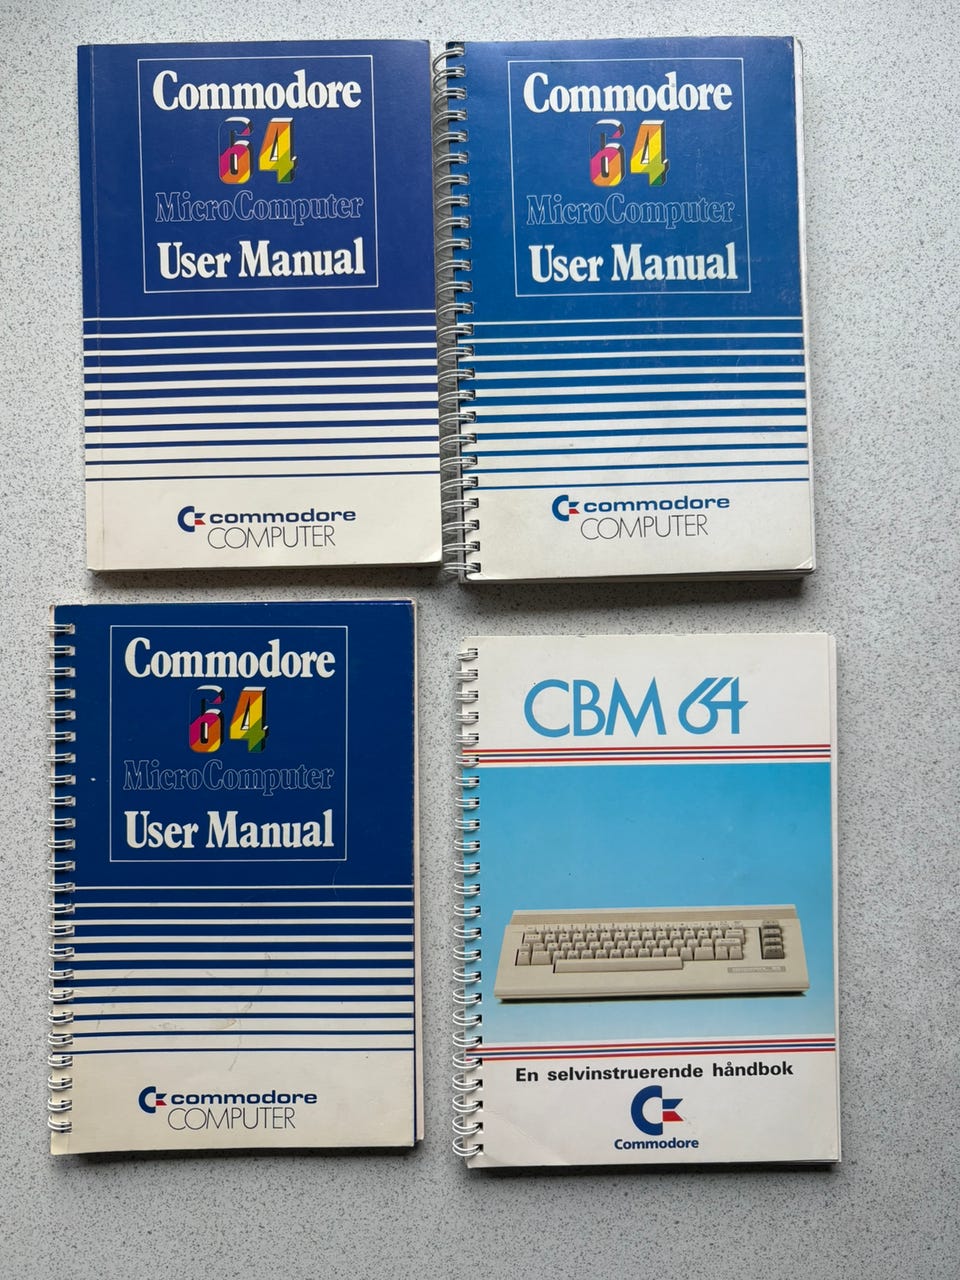 Commodore
64
MicroComputer
User Manual
commodore
COMPUTER
Commodore
64
MicroComputer
User Manual
commodore
COMPUTER
Commodore
64
MicroComputer
User Manual
commodore
COMPUTER
CBM 64
En selvinstruerende håndbok
Commodore